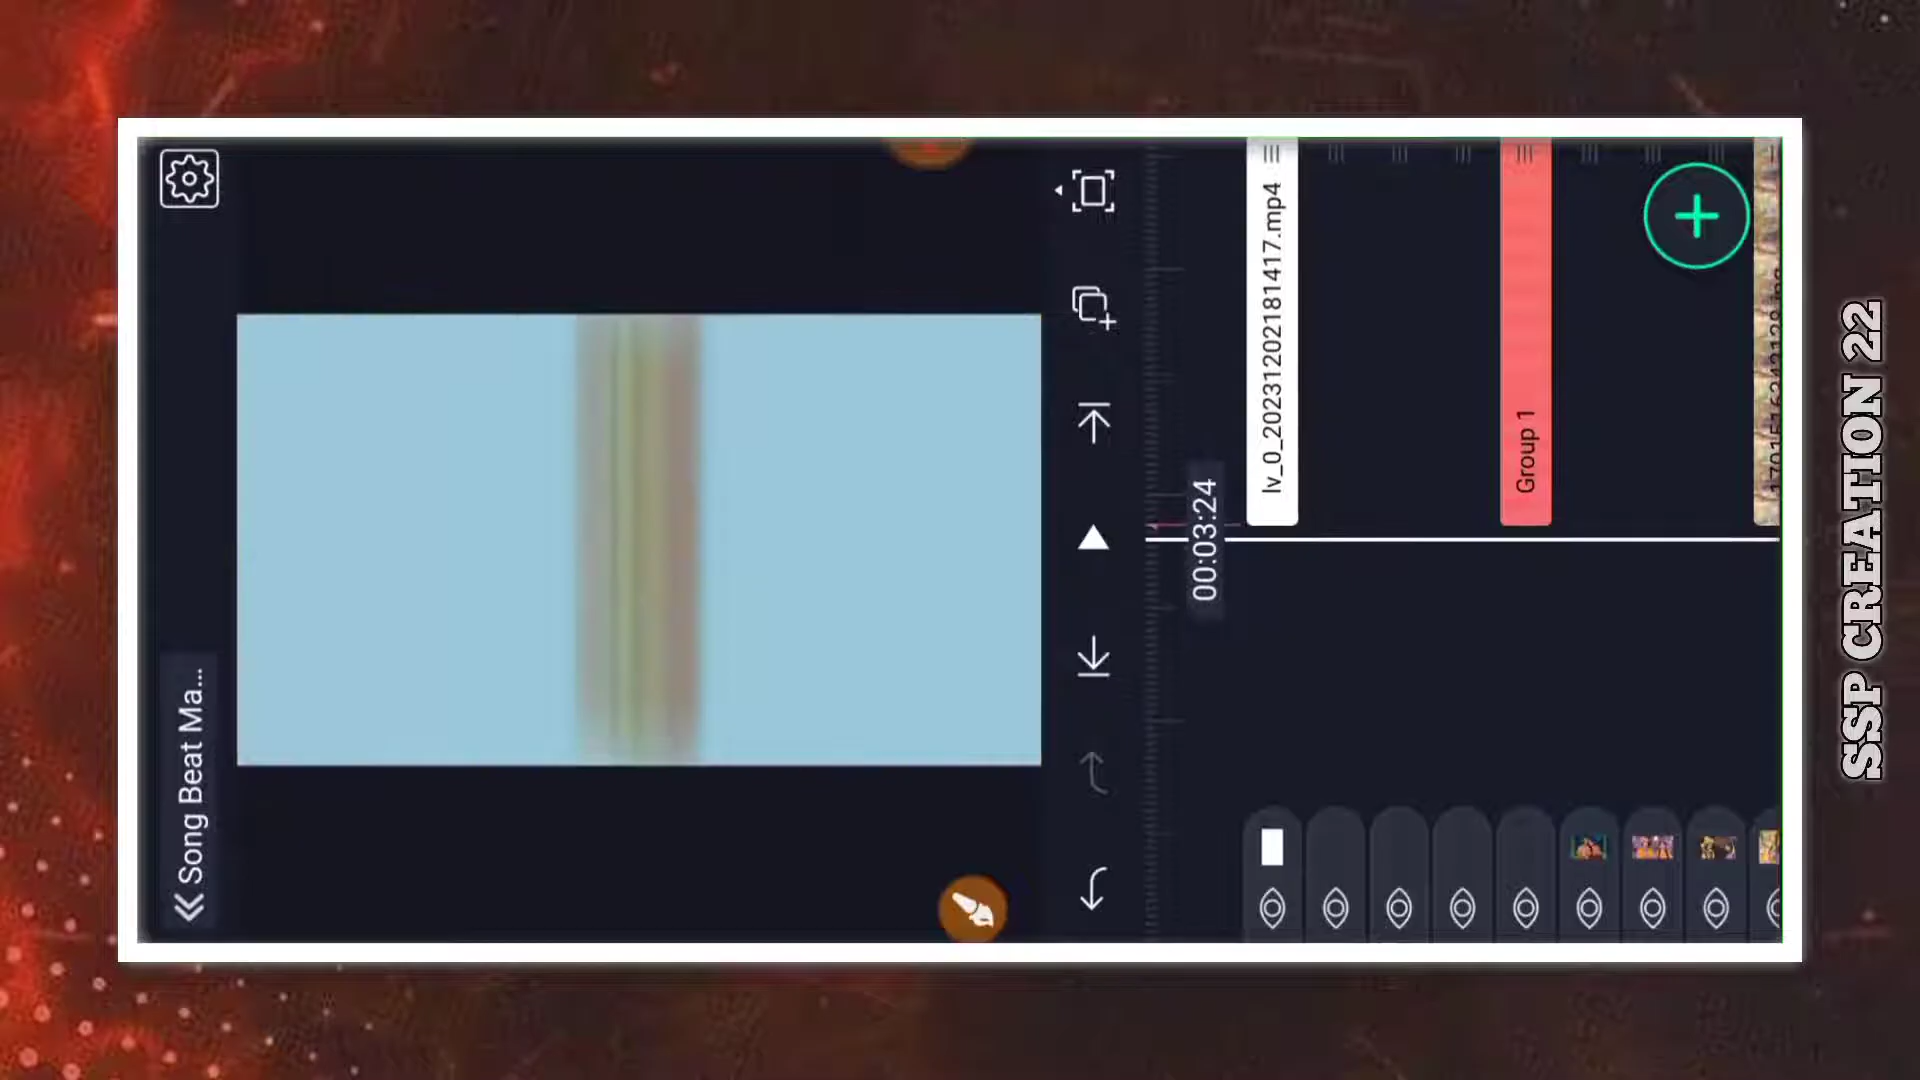 Song Beat Ma...
00:03:24
lv_0_20231202181417.mp4
Group 1
SSP CREATION 22